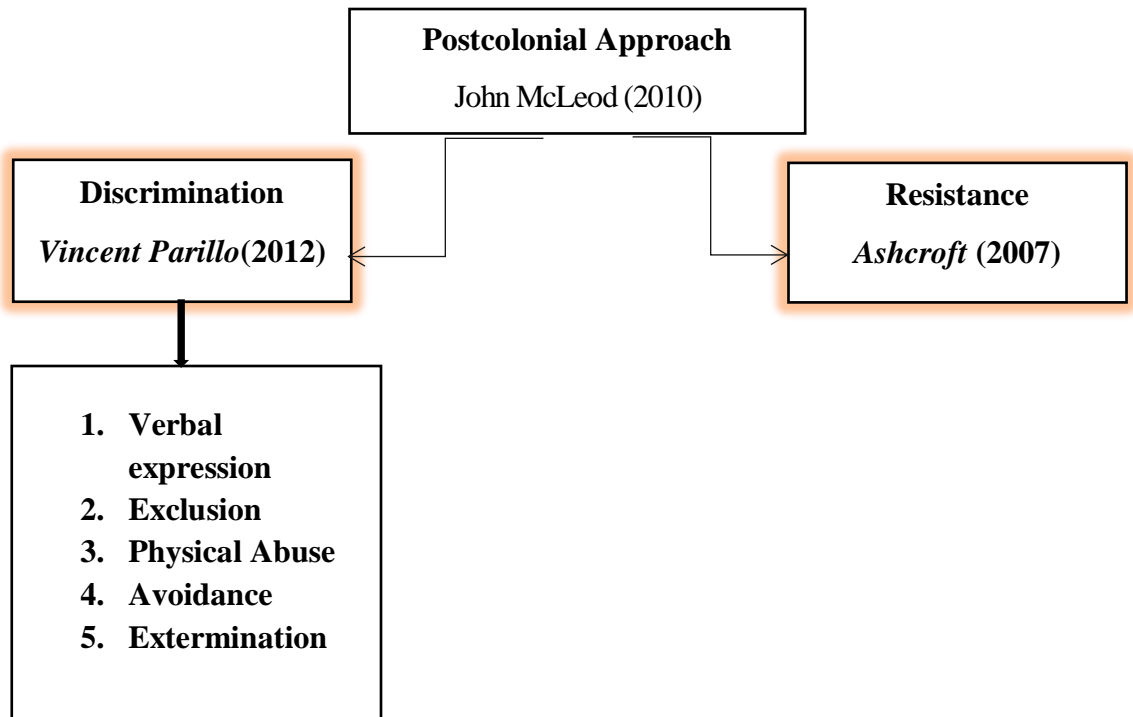 Postcolonial Approach
John McLeod (2010)
Discrimination
Vincent Parillo(2012)
Resistance
Ashcroft (2007)
1. Verbal
expression
2. Exclusion
3. Physical Abuse
4. Avoidance
5. Extermination